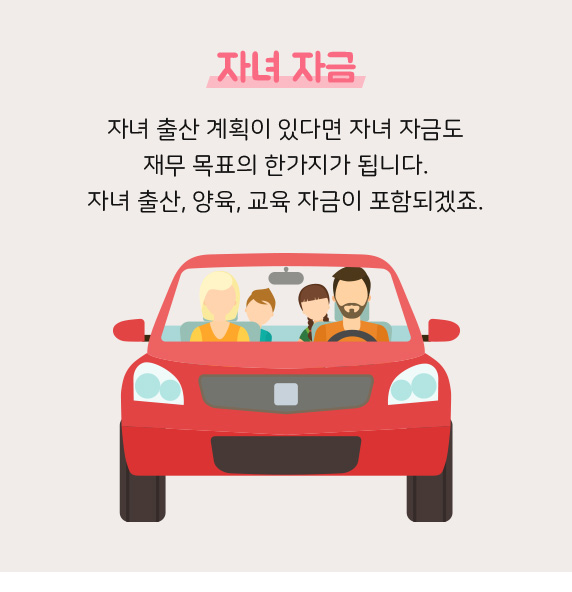 자녀 자금
자녀 출산 계획이 있다면 자녀 자금도
재무 목표의 한가지가 됩니다.
자녀 출산, 양육, 교육 자금이 포함되겠죠.